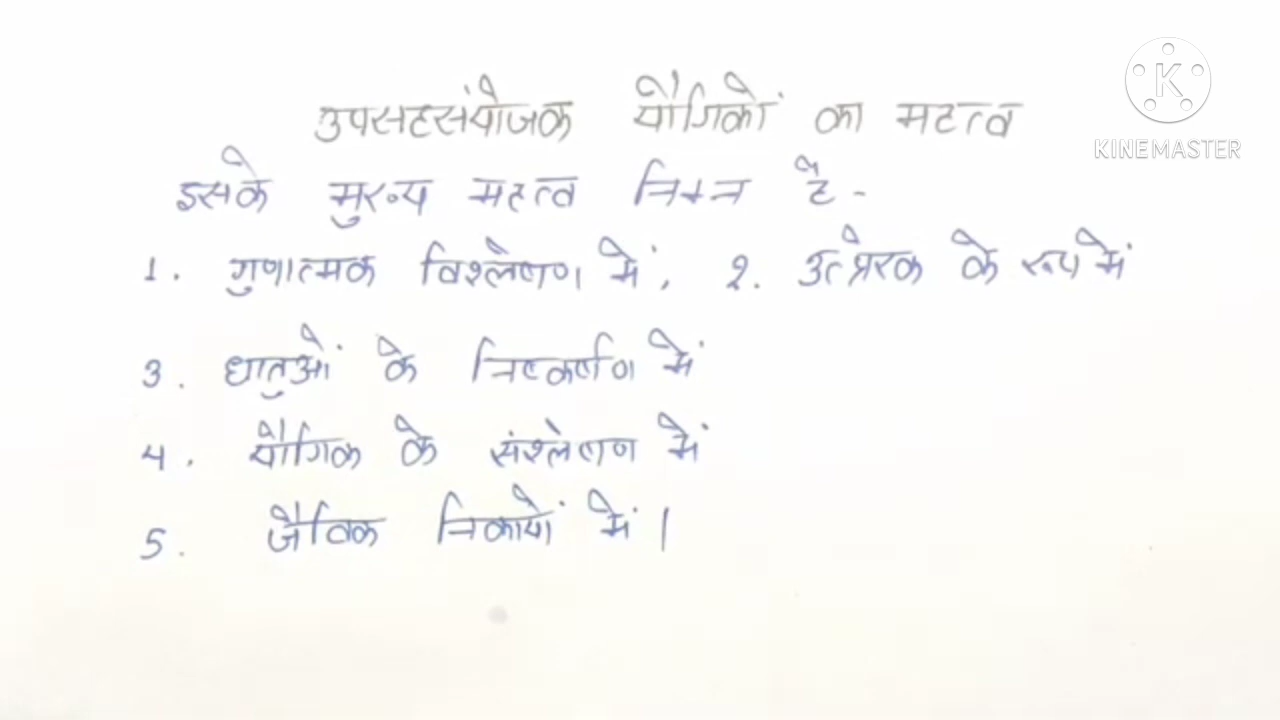 उपसहसंयोजक यौगिकों का महत्व
KINEMASTER
इसके मुख्य महत्व निम्न है -
1. गुणात्मक विश्लेषण में, 2. उत्प्रेरक के रूप में
3. धातुओं के निष्कर्षण में
4. यौगिक के संश्लेषण में
5. जैविक निकायों में।